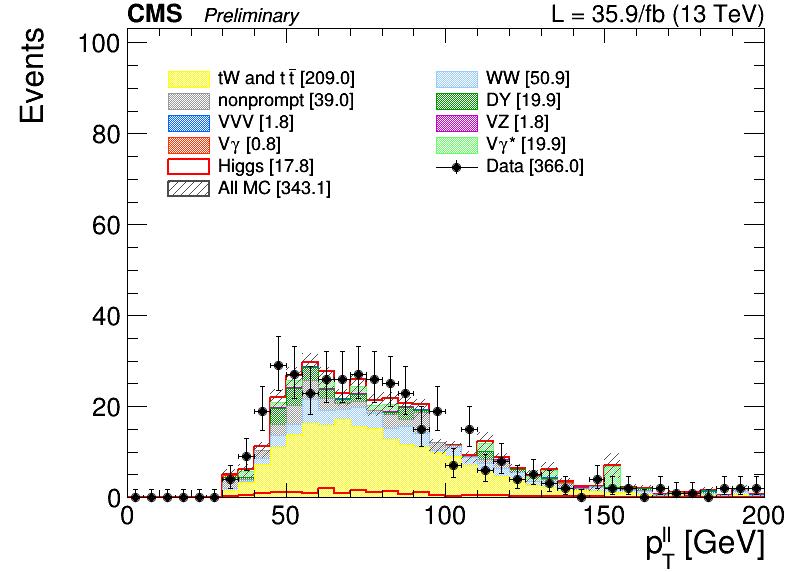 CMS Preliminary L = 35.9/fb (13 TeV)
Events
100
80
60
40
20
0
tW and t t̄ [209.0] WW [50.9]
nonprompt [39.0] DY [19.9]
VVV [1.8] VZ [1.8]
Vγ [0.8] Vγ* [19.9]
Higgs [17.8] Data [366.0]
All MC [343.1]
0 50 100 150 200
p_T^ll [GeV]